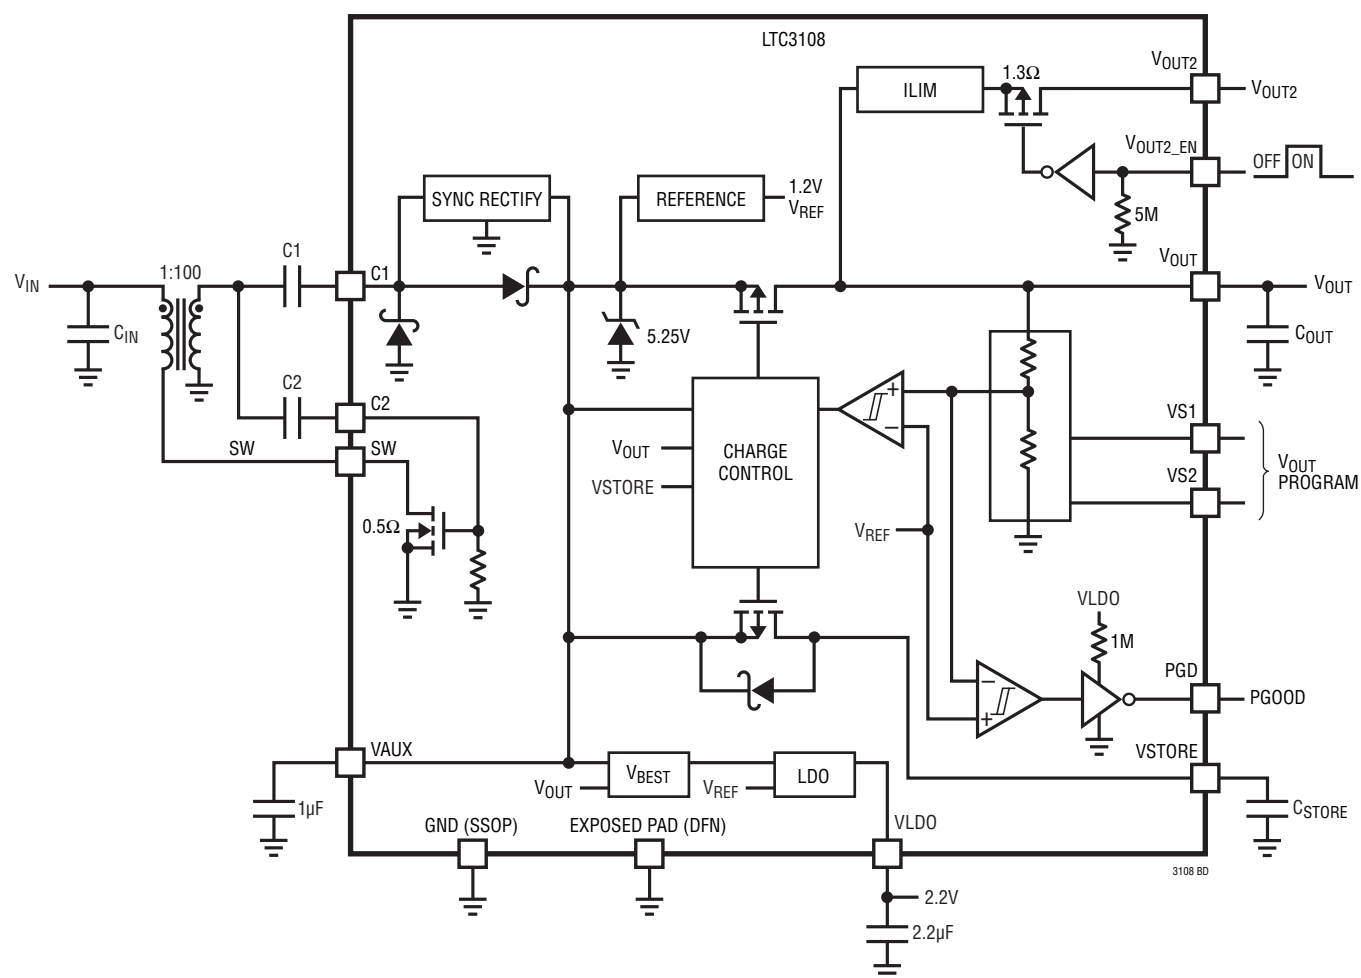 LTC3108
VOUT2
1.3Ω
ILIM
VOUT2
VOUT2_EN
OFF ON
SYNC RECTIFY
REFERENCE
1.2V
VREF
5M
C1
VOUT
VIN
1:100
C1
VOUT
CIN
5.25V
COUT
C2
C2
VS1
SW
SW
VOUT
VSTORE
CHARGE
CONTROL
+
−
VS2
VOUT
PROGRAM
0.5Ω
VREF
VLDO
1M
PGD
−
+
PGOOD
VAUX
VSTORE
VBEST
LDO
VOUT
VREF
1µF
CSTORE
GND (SSOP)
EXPOSED PAD (DFN)
VLDO
3108 BD
2.2V
2.2µF